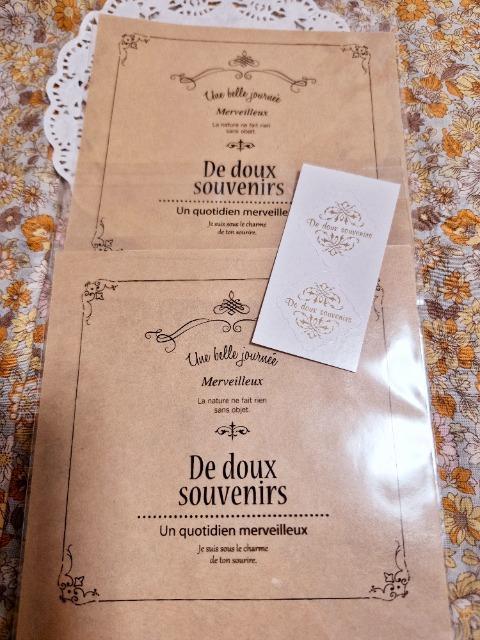 Une belle journée
Merveilleux
La nature ne fait rien
sans objet.
De doux
souvenirs
Un quotidien merveille
Je suis sous le charme
de ton sourire.
De doux souvenirs
De doux souvenirs
Une belle journée
Merveilleux
La nature ne fait rien
sans objet.
De doux
souvenirs
Un quotidien merveilleux
Je suis sous le charme
de ton sourire.